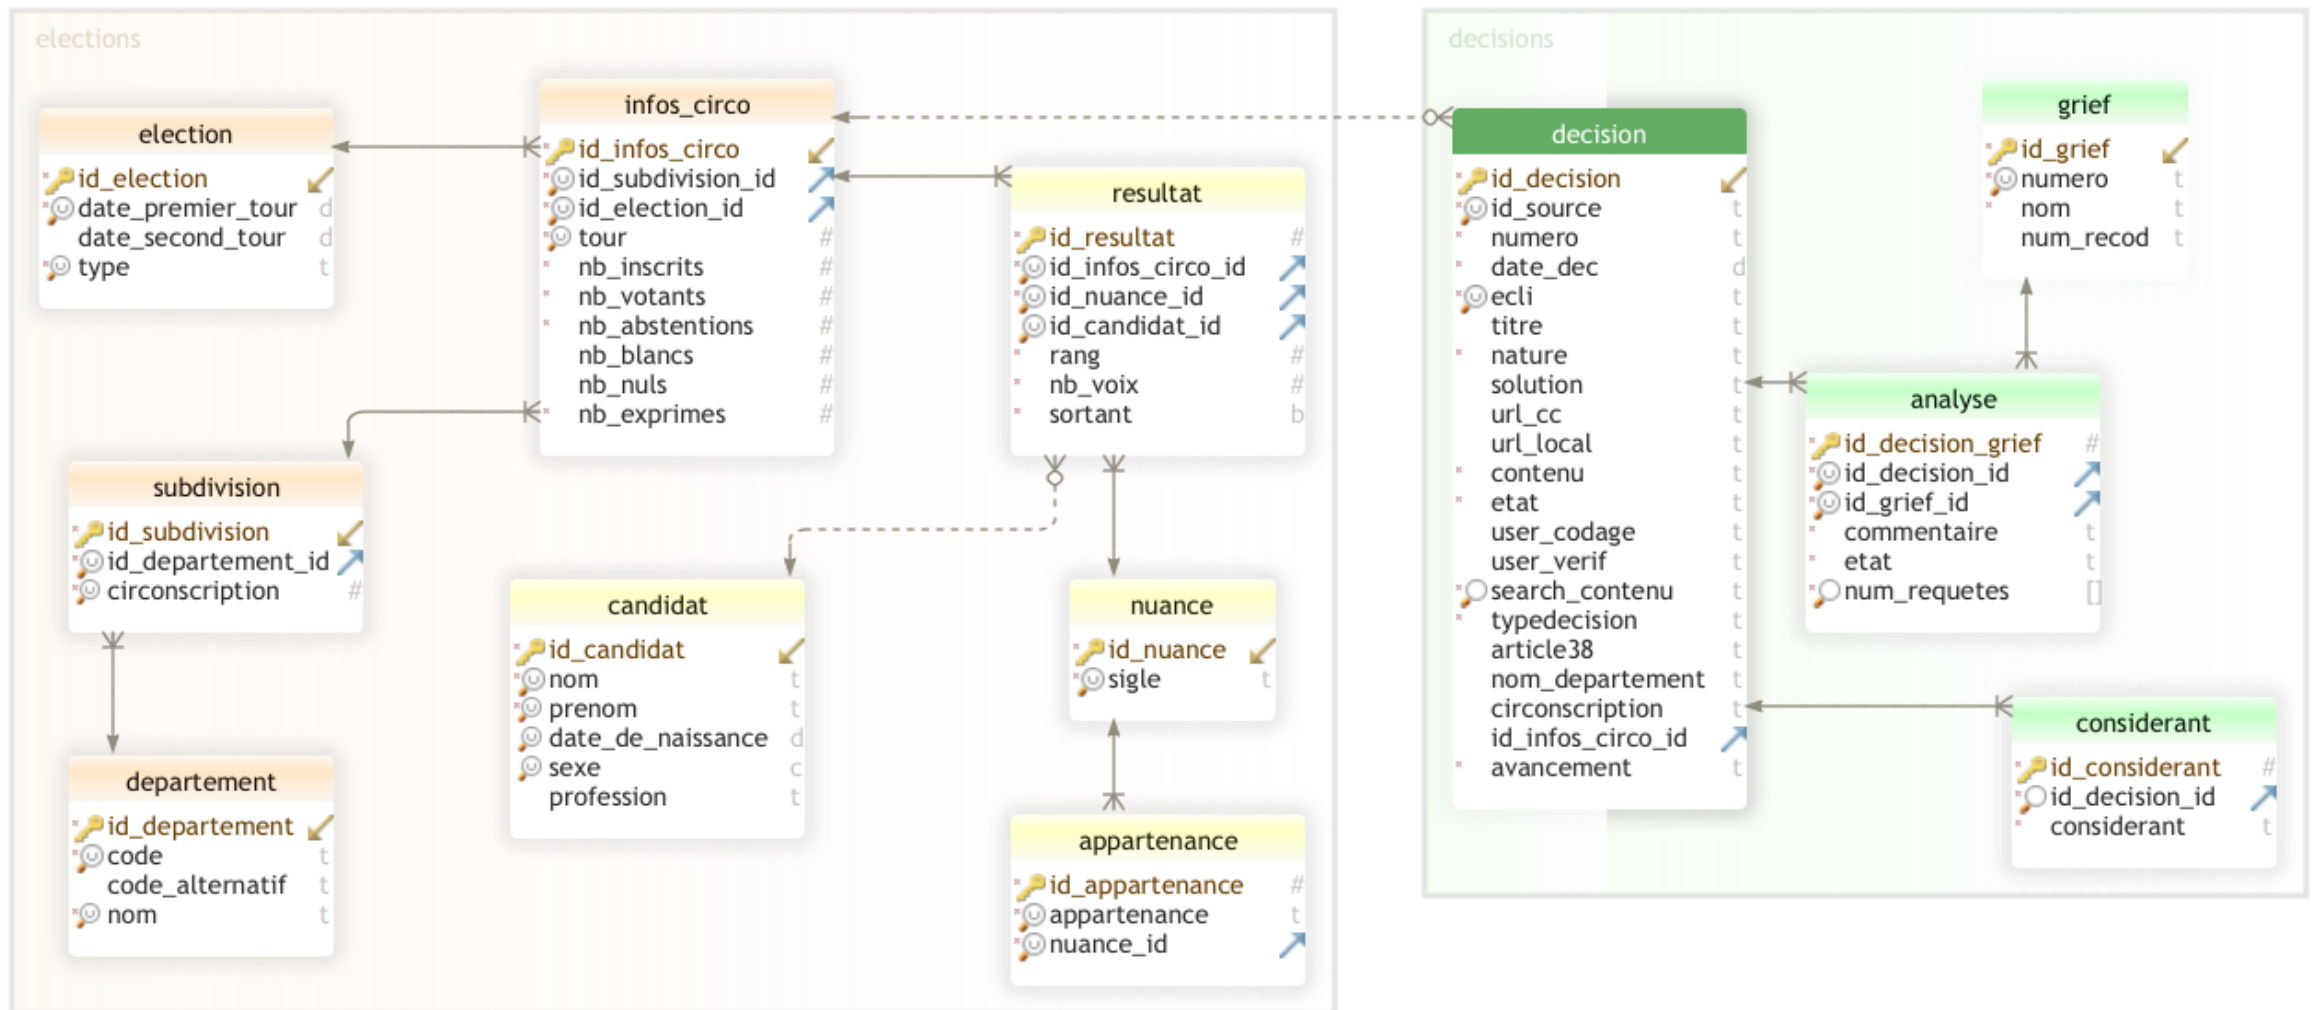 elections
election
id_election
date_premier_tour d
date_second_tour d
type t
infos_circo
id_infos_circo
id_subdivision_id
id_election_id
tour #
nb_inscrits #
nb_votants #
nb_abstentions #
nb_blancs #
nb_nuls #
nb_exprimes #
resultat
id_resultat #
id_infos_circo_id
id_nuance_id
id_candidat_id
rang #
nb_voix #
sortant b
subdivision
id_subdivision
id_departement_id
circonscription #
candidat
id_candidat
nom t
prenom t
date_de_naissance d
sexe c
profession t
nuance
id_nuance
sigle t
departement
id_departement
code t
code_alternatif t
nom t
appartenance
id_appartenance #
appartenance t
nuance_id
decisions
decision
id_decision
id_source t
numero t
date_dec d
ecli t
titre t
nature t
solution t
url_cc t
url_local t
contenu t
etat t
user_codage t
user_verif t
search_contenu t
typedecision t
article38 t
nom_departement t
circonscription t
id_infos_circo_id
avancement t
grief
id_grief
numero t
nom t
num_recod t
analyse
id_decision_grief #
id_decision_id
id_grief_id
commentaire t
etat t
num_requetes []
considerant
id_considerant #
id_decision_id
considerant t